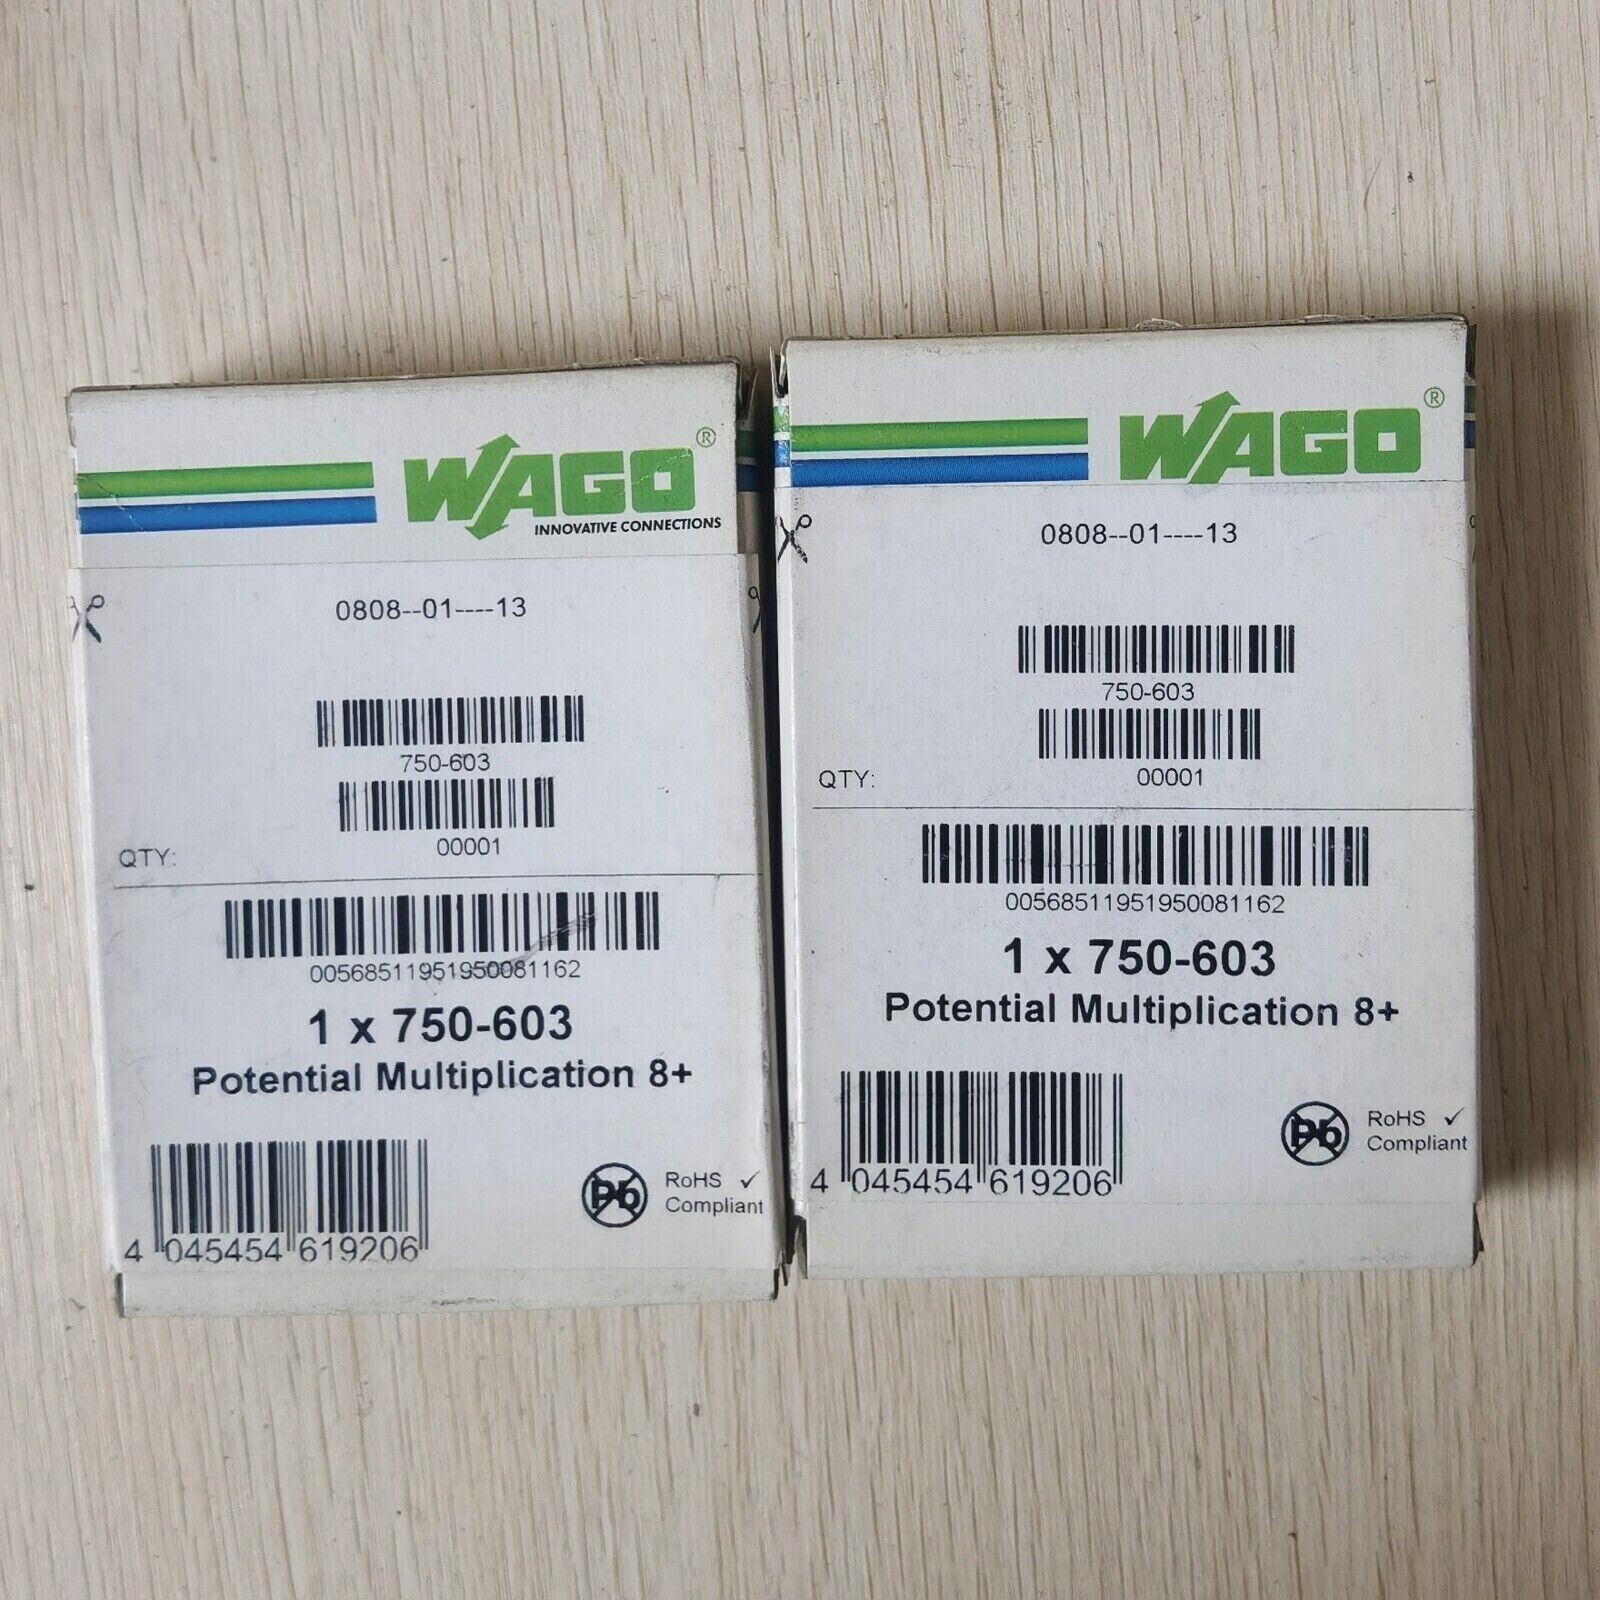 WAGO®
INNOVATIVE CONNECTIONS
0808--01----13
750-603
00001
QTY:
00568511951950081162
1 x 750-603
Potential Multiplication 8+
4 045454 619206
Pb
RoHS ✓
Compliant
WAGO®
0808--01----13
750-603
00001
QTY:
00568511951950081162
1 x 750-603
Potential Multiplication 8+
4 045454 619206
Pb
RoHS ✓
Compliant